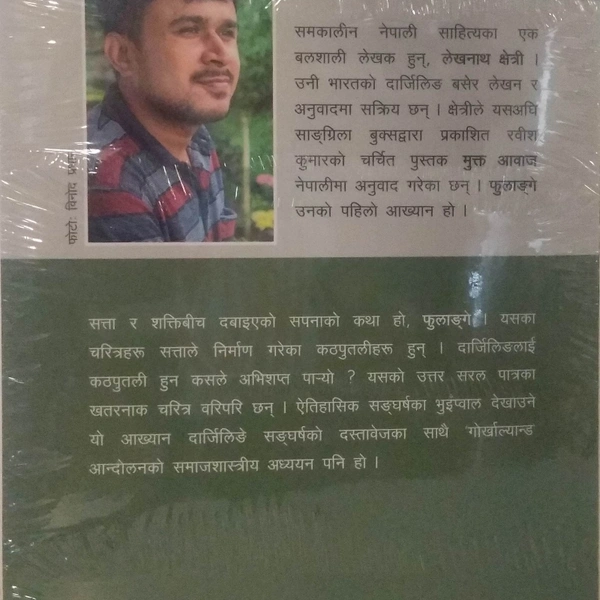 समकालीन नेपाली साहित्यका एक
बलशाली लेखक हुन्, लेखनाथ क्षेत्री ।
उनी भारतको दार्जिलिङ बसेर लेखन र
अनुवादमा सक्रिय छन् । क्षेत्रीले यसअघि
साङ्ग्रिला बुक्सद्वारा प्रकाशित रवीश
कुमारको चर्चित पुस्तक मुक्त आवाज
नेपालीमा अनुवाद गरेका छन् । फुलाङ्गे
उनको पहिलो आख्यान हो ।
फोटो: विनोद
सत्ता र शक्तिबीच दबाइएको सपनाको कथा हो, फुलाङ्गे । यसका
चरित्रहरू सत्ताले निर्माण गरेका कठपुतलीहरू हुन् । दार्जिलिङलाई
कठपुतली हुन कसले अभिशप्त पार्‍यो ? यसको उत्तर सरल पात्रका
खतरनाक चरित्र वरिपरि छन् । ऐतिहासिक सङ्घर्षका भुइंप्वाल देखाउने
यो आख्यान दार्जिलिङे सङ्घर्षको दस्तावेजका साथै गोर्खाल्यान्ड
आन्दोलनको समाजशास्त्रीय अध्ययन पनि हो ।